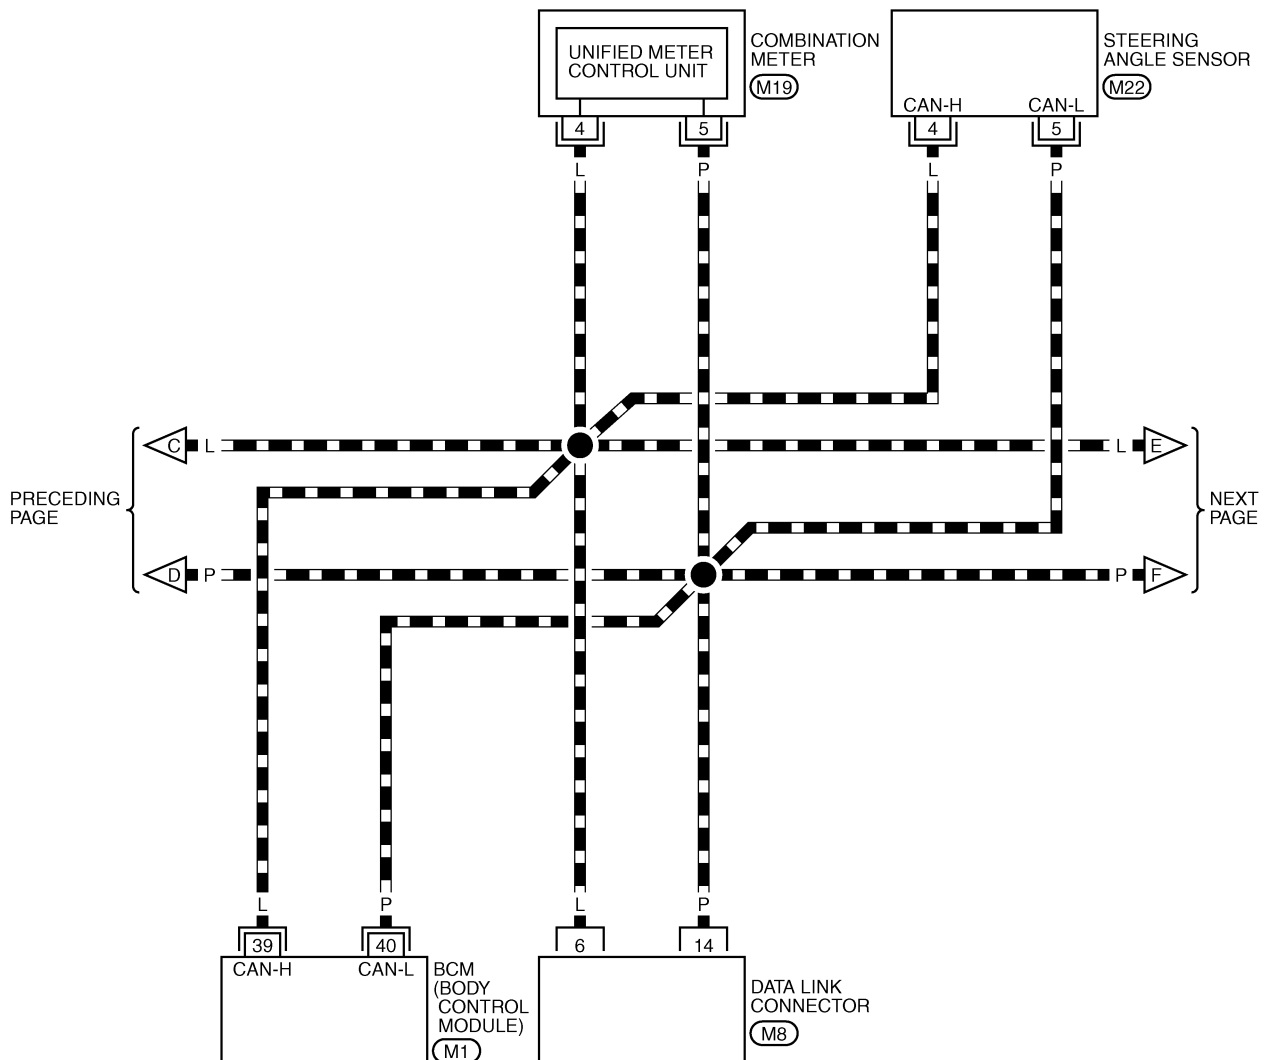 UNIFIED METER
CONTROL UNIT
COMBINATION
METER
M19
STEERING
ANGLE SENSOR
M22
CAN-H
CAN-L
4
5
4
5
L
P
L
P
C
L
L
E
PRECEDING
PAGE
NEXT
PAGE
D
P
P
F
L
P
L
P
39
40
6
14
CAN-H
CAN-L
BCM
(BODY
CONTROL
MODULE)
M1
DATA LINK
CONNECTOR
M8